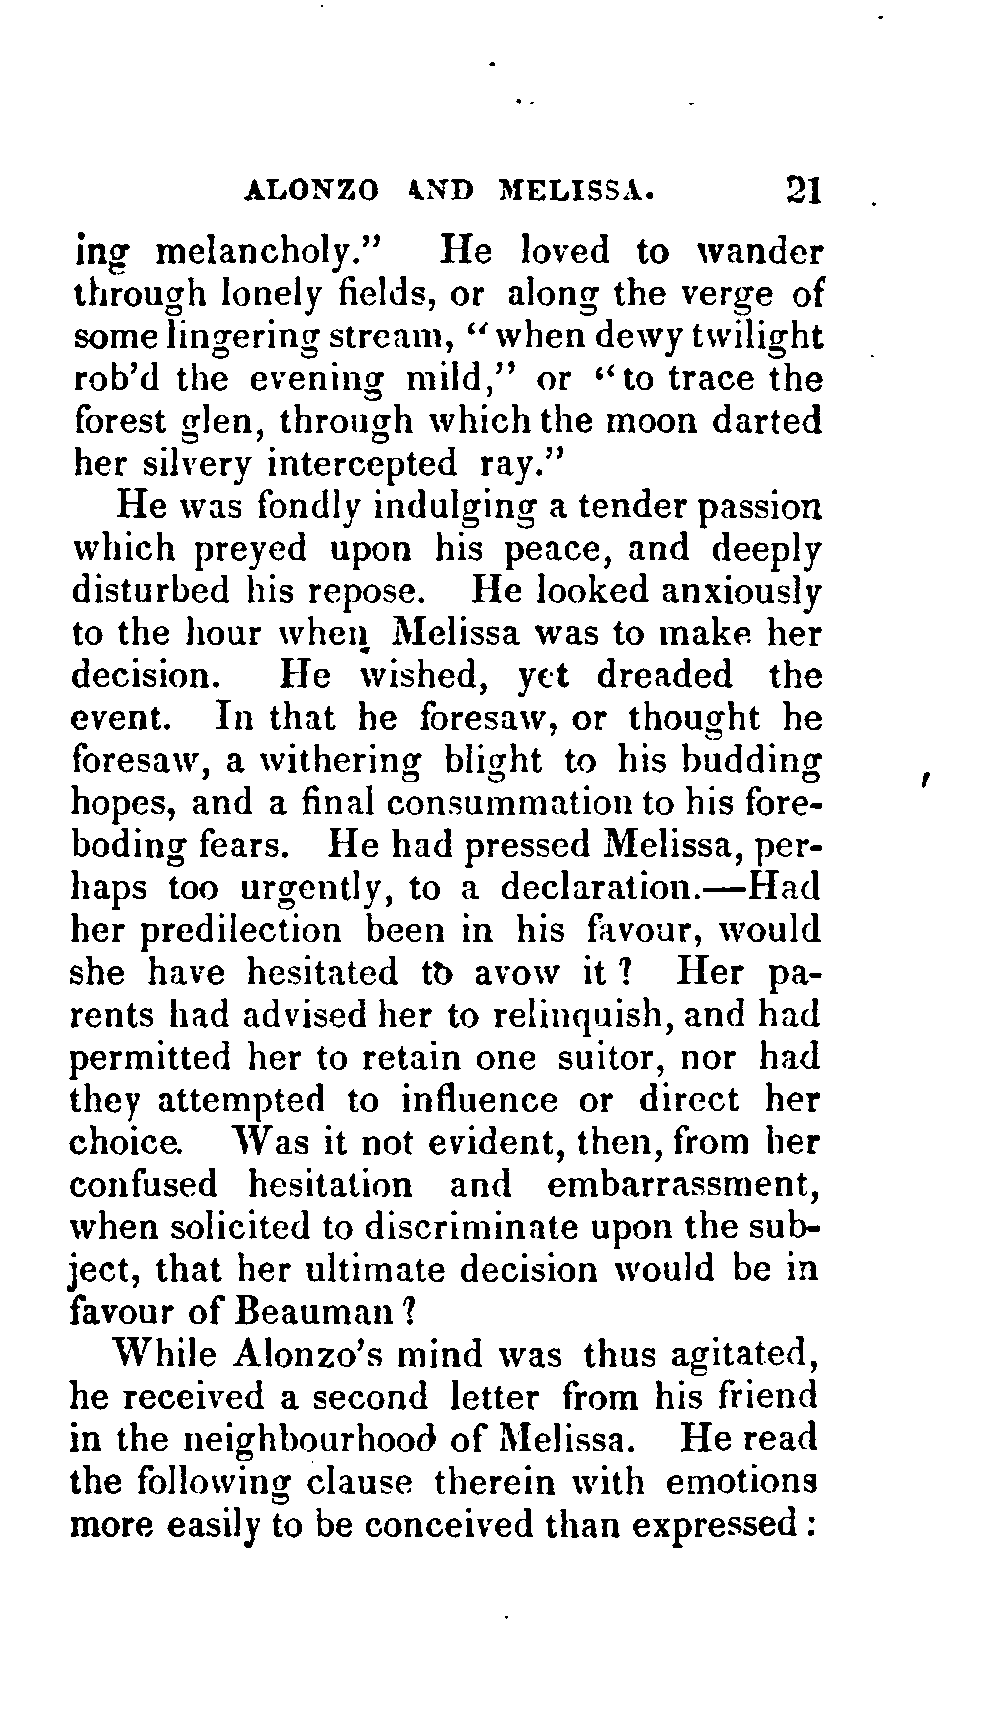 ALONZO AND MELISSA. 21
ing melancholy." He loved to wander
through lonely fields, or along the verge of
some lingering stream, "when dewy twilight
rob'd the evening mild," or "to trace the
forest glen, through which the moon darted
her silvery intercepted ray."
He was fondly indulging a tender passion
which preyed upon his peace, and deeply
disturbed his repose. He looked anxiously
to the hour when Melissa was to make her
decision. He wished, yet dreaded the
event. In that he foresaw, or thought he
foresaw, a withering blight to his budding
hopes, and a final consummation to his fore-
boding fears. He had pressed Melissa, per-
haps too urgently, to a declaration.—Had
her predilection been in his favour, would
she have hesitated to avow it? Her pa-
rents had advised her to relinquish, and had
permitted her to retain one suitor, nor had
they attempted to influence or direct her
choice. Was it not evident, then, from her
confused hesitation and embarrassment,
when solicited to discriminate upon the sub-
ject, that her ultimate decision would be in
favour of Beauman?
While Alonzo's mind was thus agitated,
he received a second letter from his friend
in the neighbourhood of Melissa. He read
the following clause therein with emotions
more easily to be conceived than expressed: